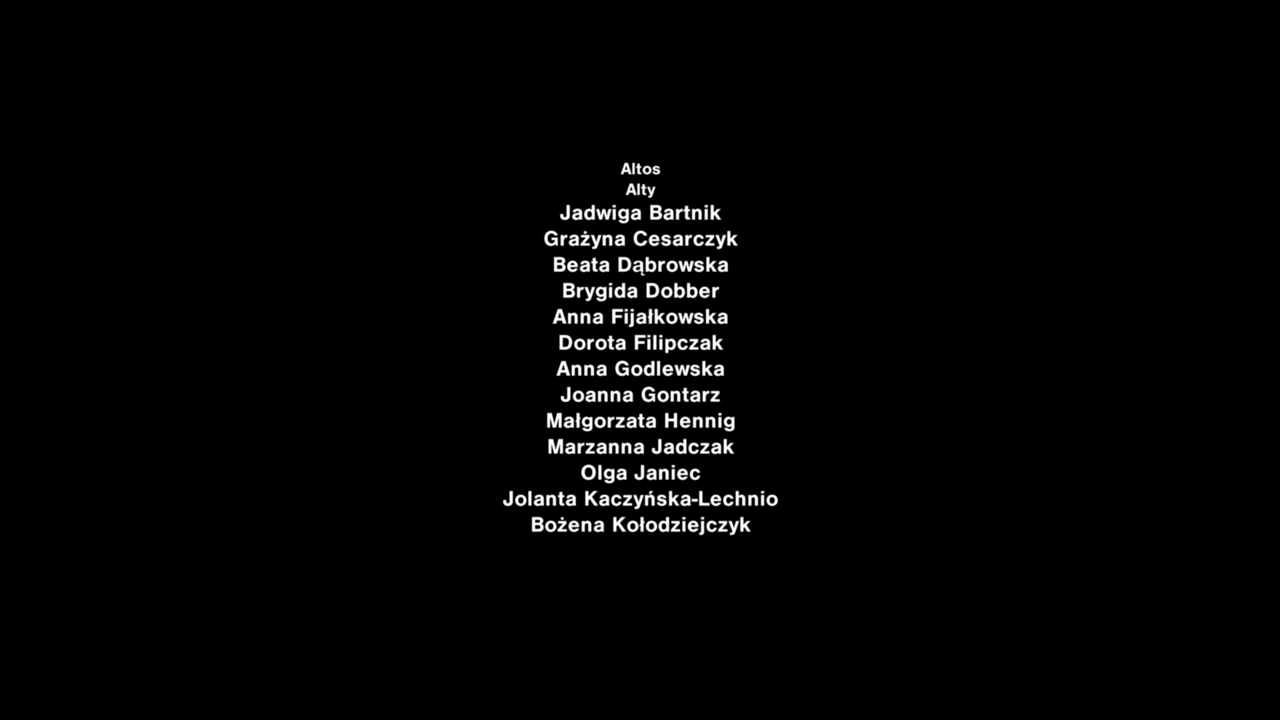 Altos
Alty
Jadwiga Bartnik
Grażyna Cesarczyk
Beata Dąbrowska
Brygida Dobber
Anna Fijałkowska
Dorota Filipczak
Anna Godlewska
Joanna Gontarz
Małgorzata Hennig
Marzanna Jadczak
Olga Janiec
Jolanta Kaczyńska-Lechnio
Bożena Kołodziejczyk